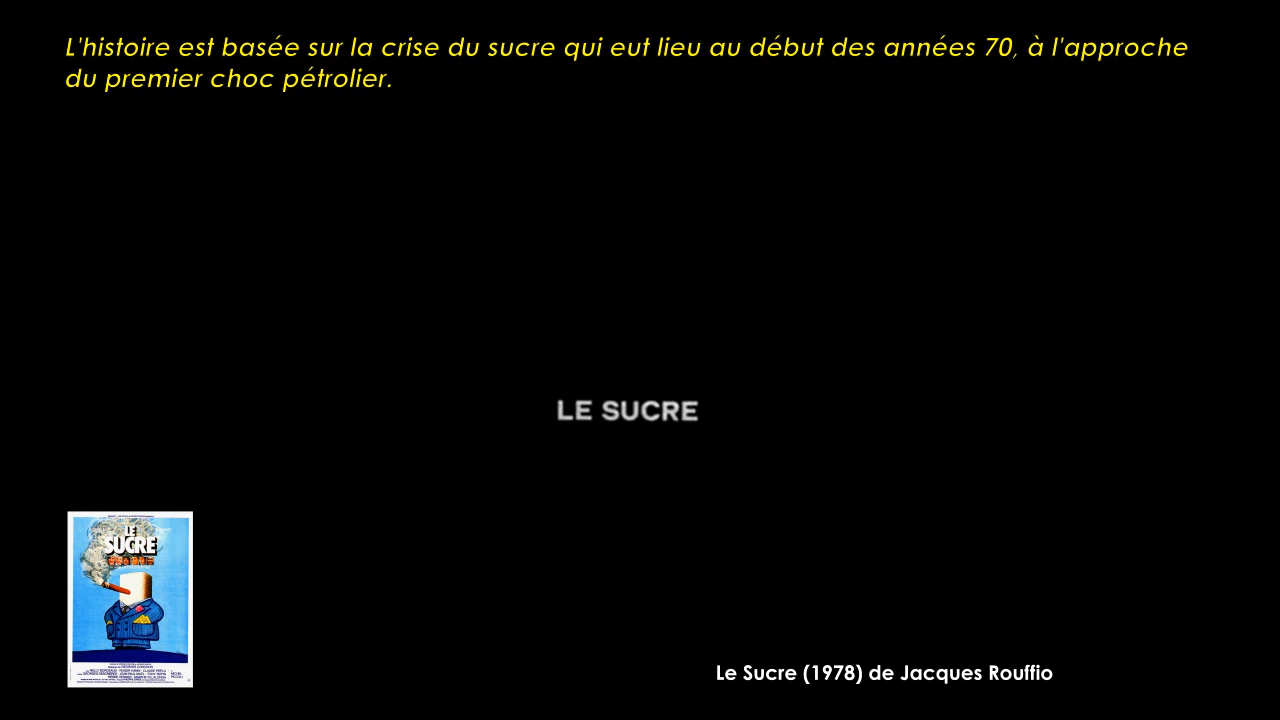 L'histoire est basée sur la crise du sucre qui eut lieu au début des années 70, à l'approche
du premier choc pétrolier.
LE SUCRE
LE
SUCRE
Le Sucre (1978) de Jacques Rouffio